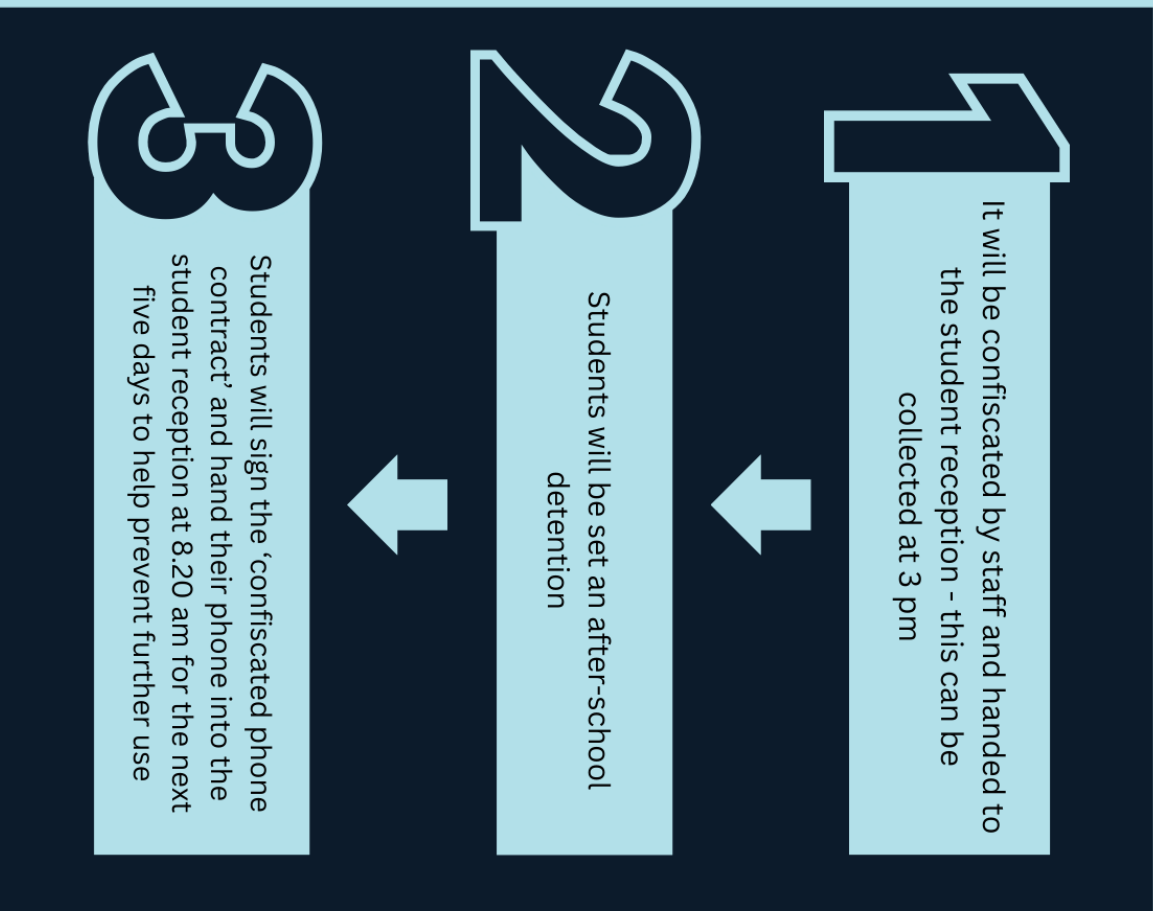 1
It will be confiscated by staff and handed to
the student reception - this can be
collected at 3 pm
2
Students will be set an after-school
detention
3
Students will sign the ‘confiscated phone
contract’ and hand their phone into the
student reception at 8.20 am for the next
five days to help prevent further use